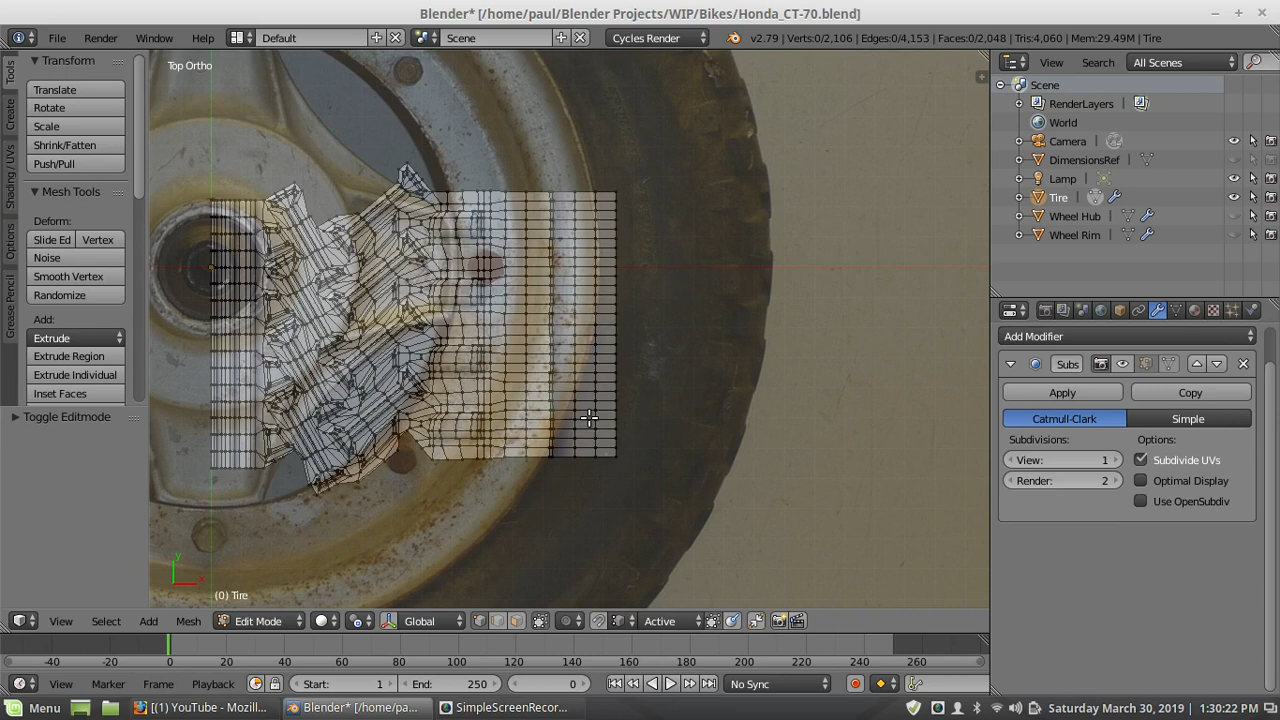 Blender* [/home/paul/Blender Projects/WIP/Bikes/Honda_CT-70.blend]
File Render Window Help Default Scene Cycles Render v2.79 | Verts:0/2,106 | Edges:0/4,153 | Faces:0/2,048 | Tris:4,060 | Mem:29.49M | Tire
Tools
Create
Shading / UVs
Options
Grease Pencil
Transform
Translate
Rotate
Scale
Shrink/Fatten
Push/Pull
Mesh Tools
Deform:
Slide Ed Vertex
Noise
Smooth Vertex
Randomize
Add:
Extrude
Extrude Region
Extrude Individual
Inset Faces
Toggle Editmode
Top Ortho
y
x
(0) Tire
View Search All Scenes
Scene
RenderLayers
World
Camera
DimensionsRef
Lamp
Tire
Wheel Hub
Wheel Rim
Add Modifier
Subs
Apply Copy
Catmull-Clark Simple
Subdivisions: Options:
View: 1 Subdivide UVs
Render: 2 Optimal Display
Use OpenSubdiv
View Select Add Mesh Edit Mode Global Active
-40 -20 0 20 40 60 80 100 120 140 160 180 200 220 240 260
View Marker Frame Playback Start: 1 End: 250 0 No Sync
Menu [(1) YouTube - Mozill... Blender* [/home/pa... SimpleScreenRecor... Saturday March 30, 2019 | 1:30:22 PM